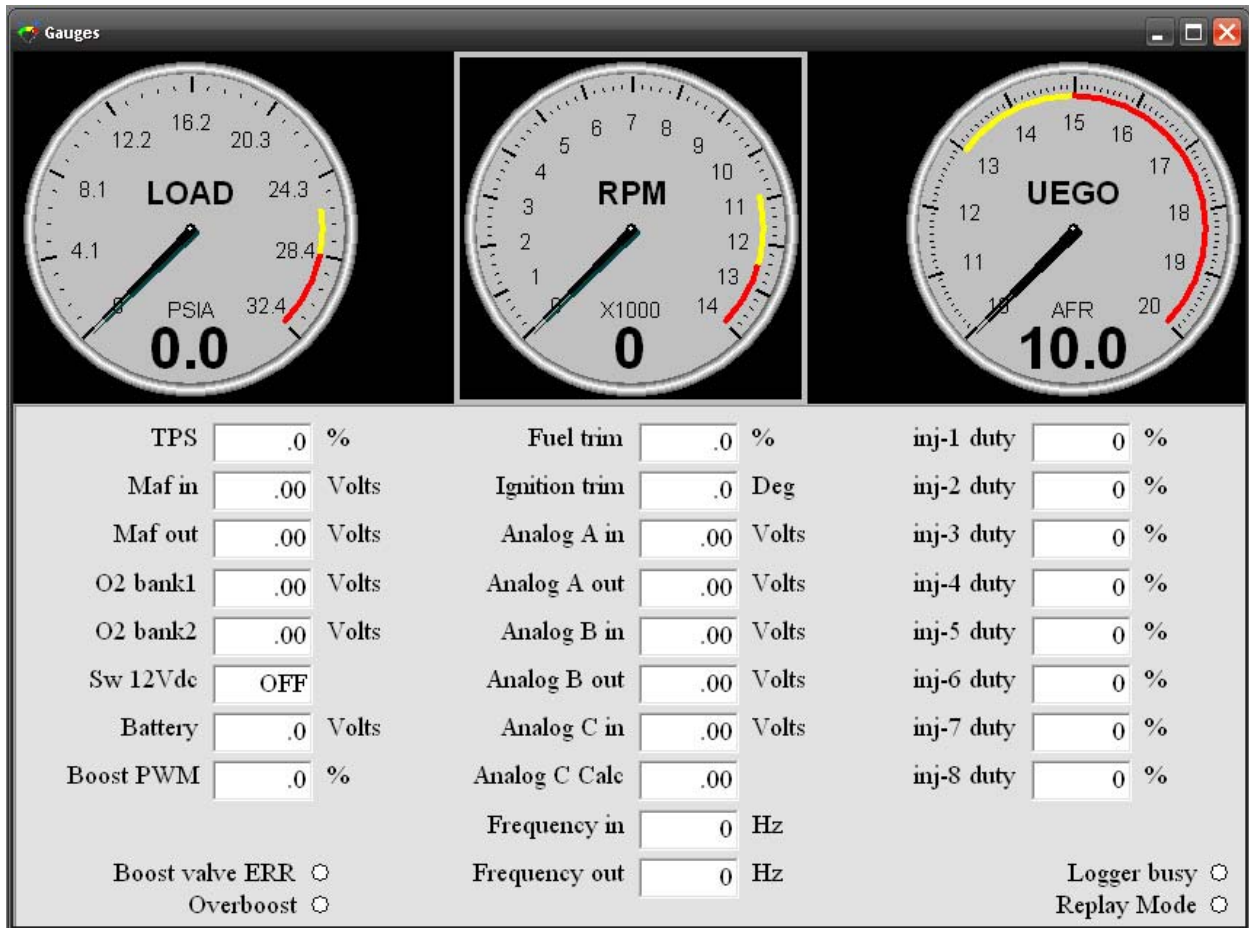 Gauges
16.2
12.2 20.3
8.1 LOAD 24.3
4.1 28.4
0 PSIA 32.4
0.0
7
6 8
5 9
4 10
3 RPM 11
2 12
1 13
0 X1000 14
0
15
14 16
13 17
12 UEGO 18
11 19
10 AFR 20
10.0
TPS .0 %
Maf in .00 Volts
Maf out .00 Volts
O2 bank1 .00 Volts
O2 bank2 .00 Volts
Sw 12Vdc OFF
Battery .0 Volts
Boost PWM .0 %
Boost valve ERR
Overboost
Fuel trim .0 %
Ignition trim .0 Deg
Analog A in .00 Volts
Analog A out .00 Volts
Analog B in .00 Volts
Analog B out .00 Volts
Analog C in .00 Volts
Analog C Calc .00
Frequency in 0 Hz
Frequency out 0 Hz
inj-1 duty 0 %
inj-2 duty 0 %
inj-3 duty 0 %
inj-4 duty 0 %
inj-5 duty 0 %
inj-6 duty 0 %
inj-7 duty 0 %
inj-8 duty 0 %
Logger busy
Replay Mode